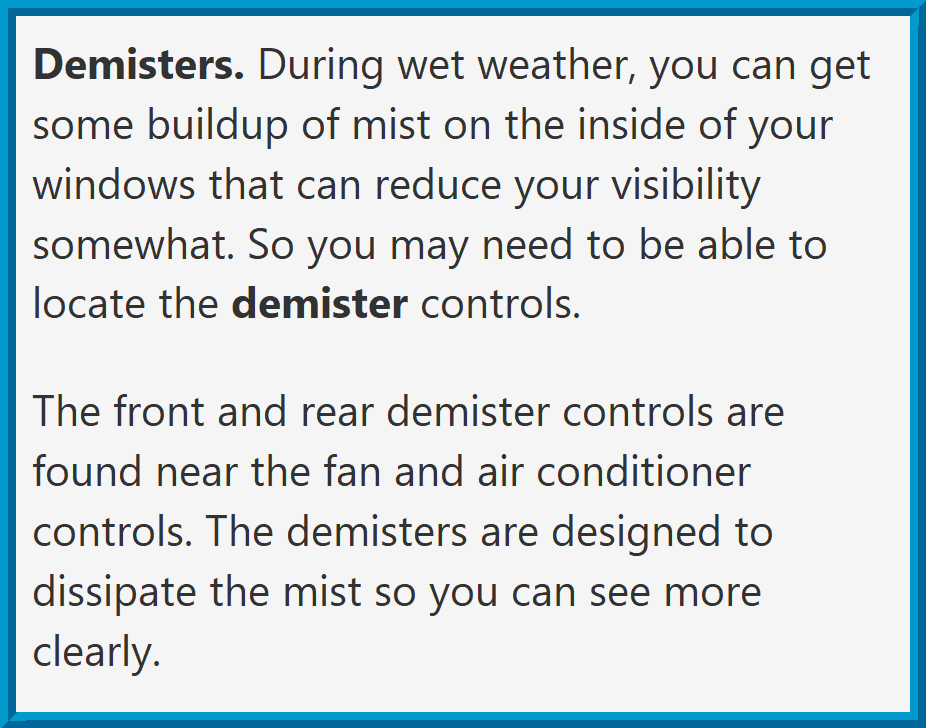 Demisters. During wet weather, you can get
some buildup of mist on the inside of your
windows that can reduce your visibility
somewhat. So you may need to be able to
locate the demister controls.
The front and rear demister controls are
found near the fan and air conditioner
controls. The demisters are designed to
dissipate the mist so you can see more
clearly.